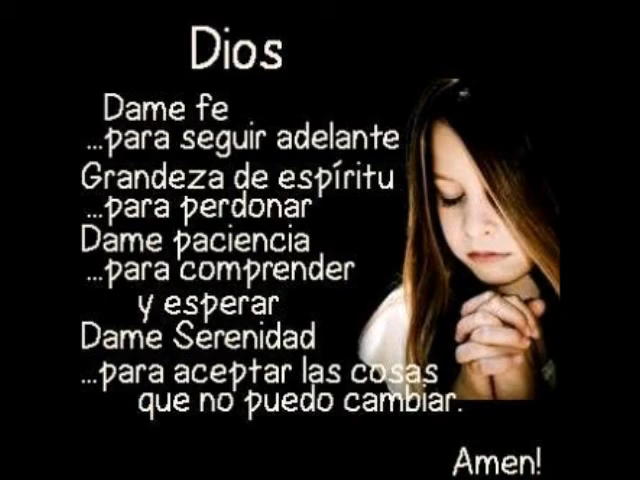 Dios
Dame fe
...para seguir adelante
Grandeza de espíritu
...para perdonar
Dame paciencia
...para comprender
y esperar
Dame Serenidad
...para aceptar las cosas
que no puedo cambiar.
Amen!